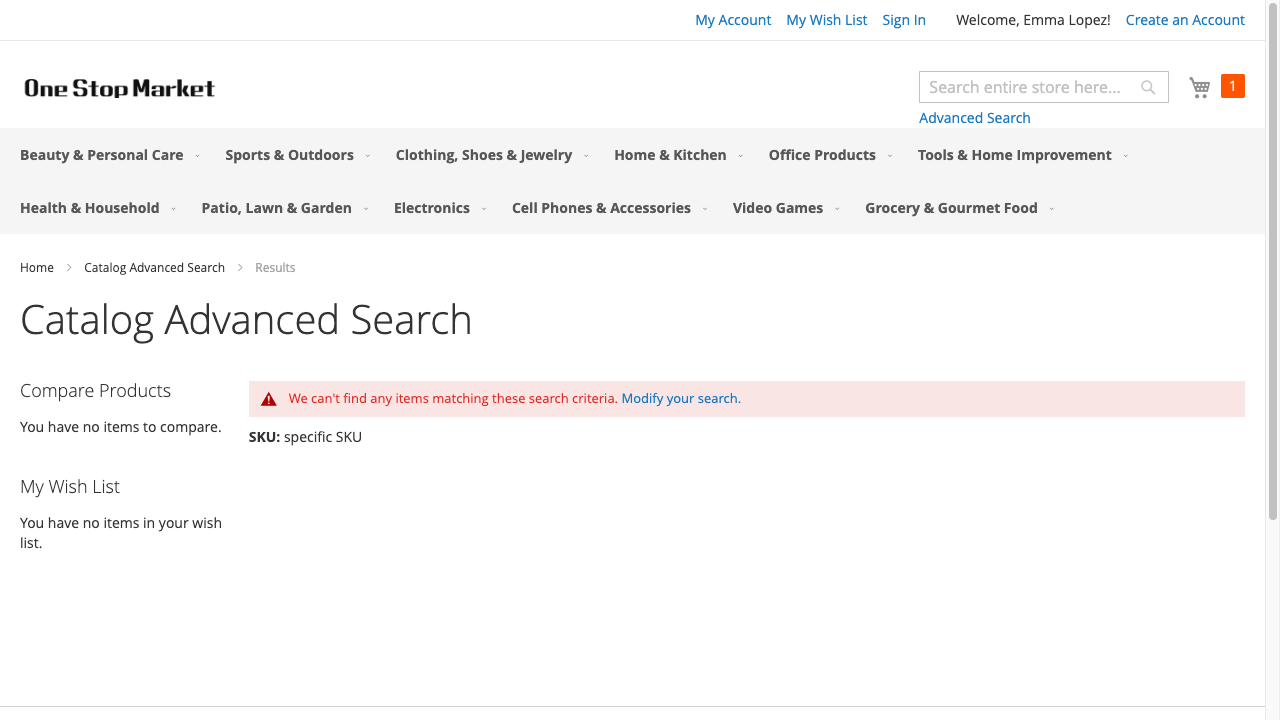 My Account My Wish List Sign In Welcome, Emma Lopez! Create an Account
One Stop Market
Search entire store here...
1
Advanced Search
Beauty & Personal Care Sports & Outdoors Clothing, Shoes & Jewelry Home & Kitchen Office Products Tools & Home Improvement
Health & Household Patio, Lawn & Garden Electronics Cell Phones & Accessories Video Games Grocery & Gourmet Food
Home Catalog Advanced Search Results
Catalog Advanced Search
Compare Products
You have no items to compare.
We can't find any items matching these search criteria. Modify your search.
SKU: specific SKU
My Wish List
You have no items in your wish
list.